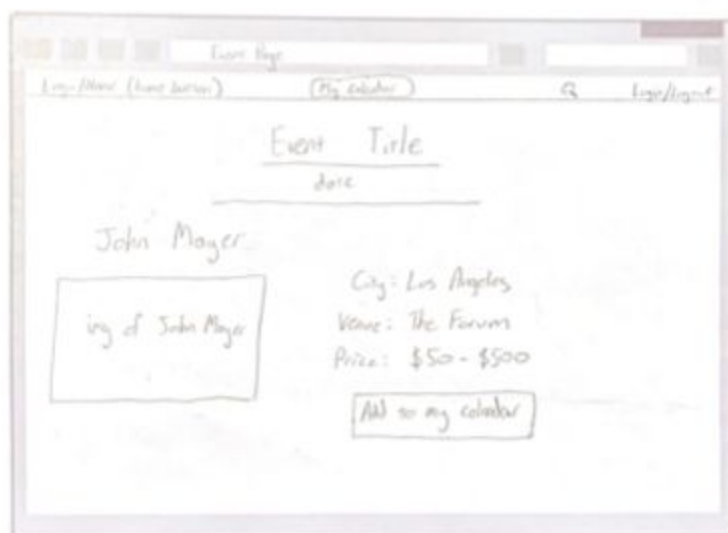 Event Page
Logo/Name (home button) (My calendar) Login/Logout
Event Title
date
John Mayer
img of John Mayer
City: Los Angeles
Venue: The Forum
Price: $50 - $500
Add to my calendar